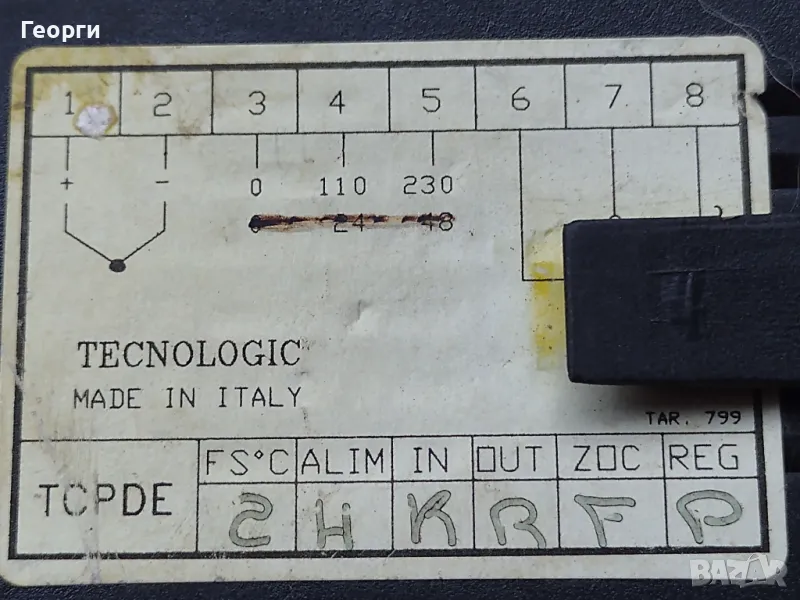 Георги
1 2 3 4 5 6 7 8
+ - 0 110 230
24 48
TECNOLOGIC
MADE IN ITALY
TAR. 799
FS°C ALIM IN OUT ZOC REG
TCPDE 2 H K R F P
BAZAR